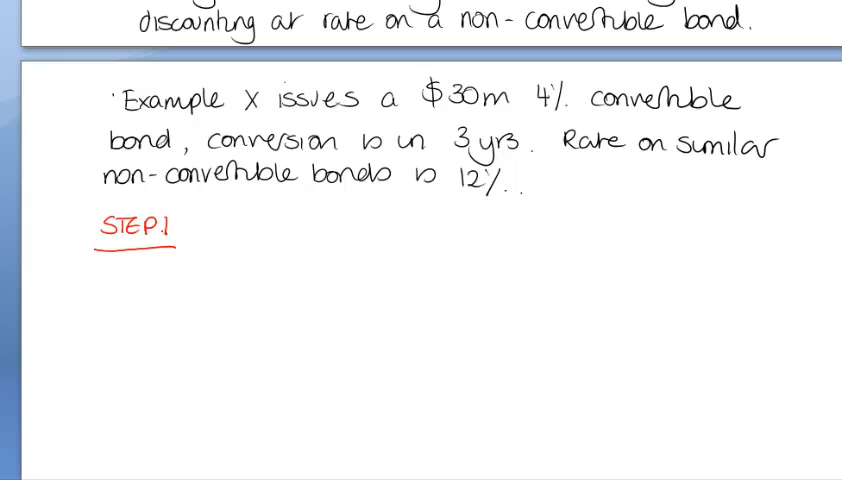 discounting at rate on a non-convertible bond.
· Example X issues a $30m 4% convertible
bond, conversion is in 3 yrs. Rate on similar
non-convertible bonds is 12%..
STEP.1